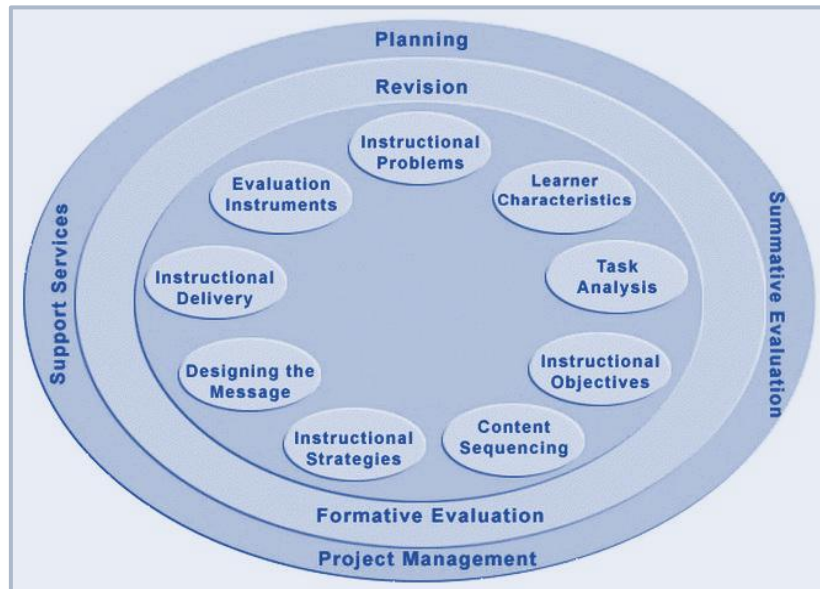 Planning
Revision
Instructional
Problems
Evaluation
Instruments
Learner
Characteristics
Support Services
Summative Evaluation
Instructional
Delivery
Task
Analysis
Designing the
Message
Instructional
Objectives
Instructional
Strategies
Content
Sequencing
Formative Evaluation
Project Management